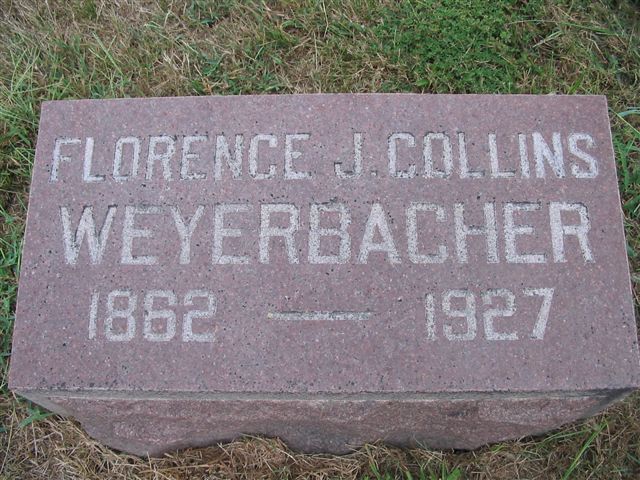 FLORENCE J. COLLINS
WEYERBACHER
1862 — 1927